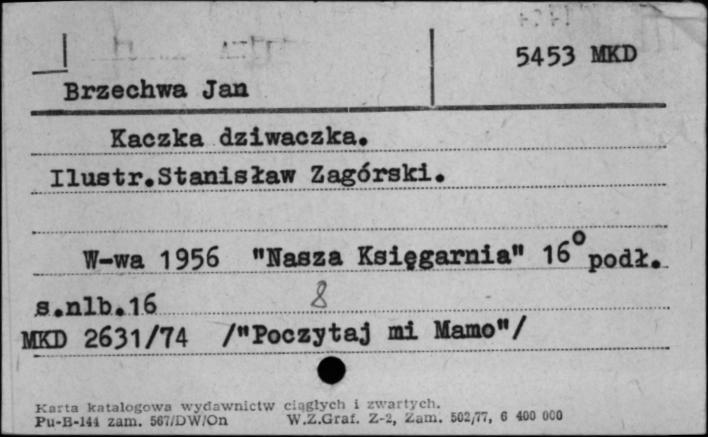 5453 MKD
Brzechwa Jan
Kaczka dziwaczka.
Ilustr.Stanisław Zagórski.
W-wa 1956 "Nasza Księgarnia" 16° podł.
s.nlb.16 8
MKD 2631/74 /"Poczytaj mi Mamo"/
Karta katalogowa wydawnictw ciągłych i zwartych.
Pu-B-144 zam. 567/DW/On W.Z.Graf. Z-2, Zam. 502/77, 6 400 000